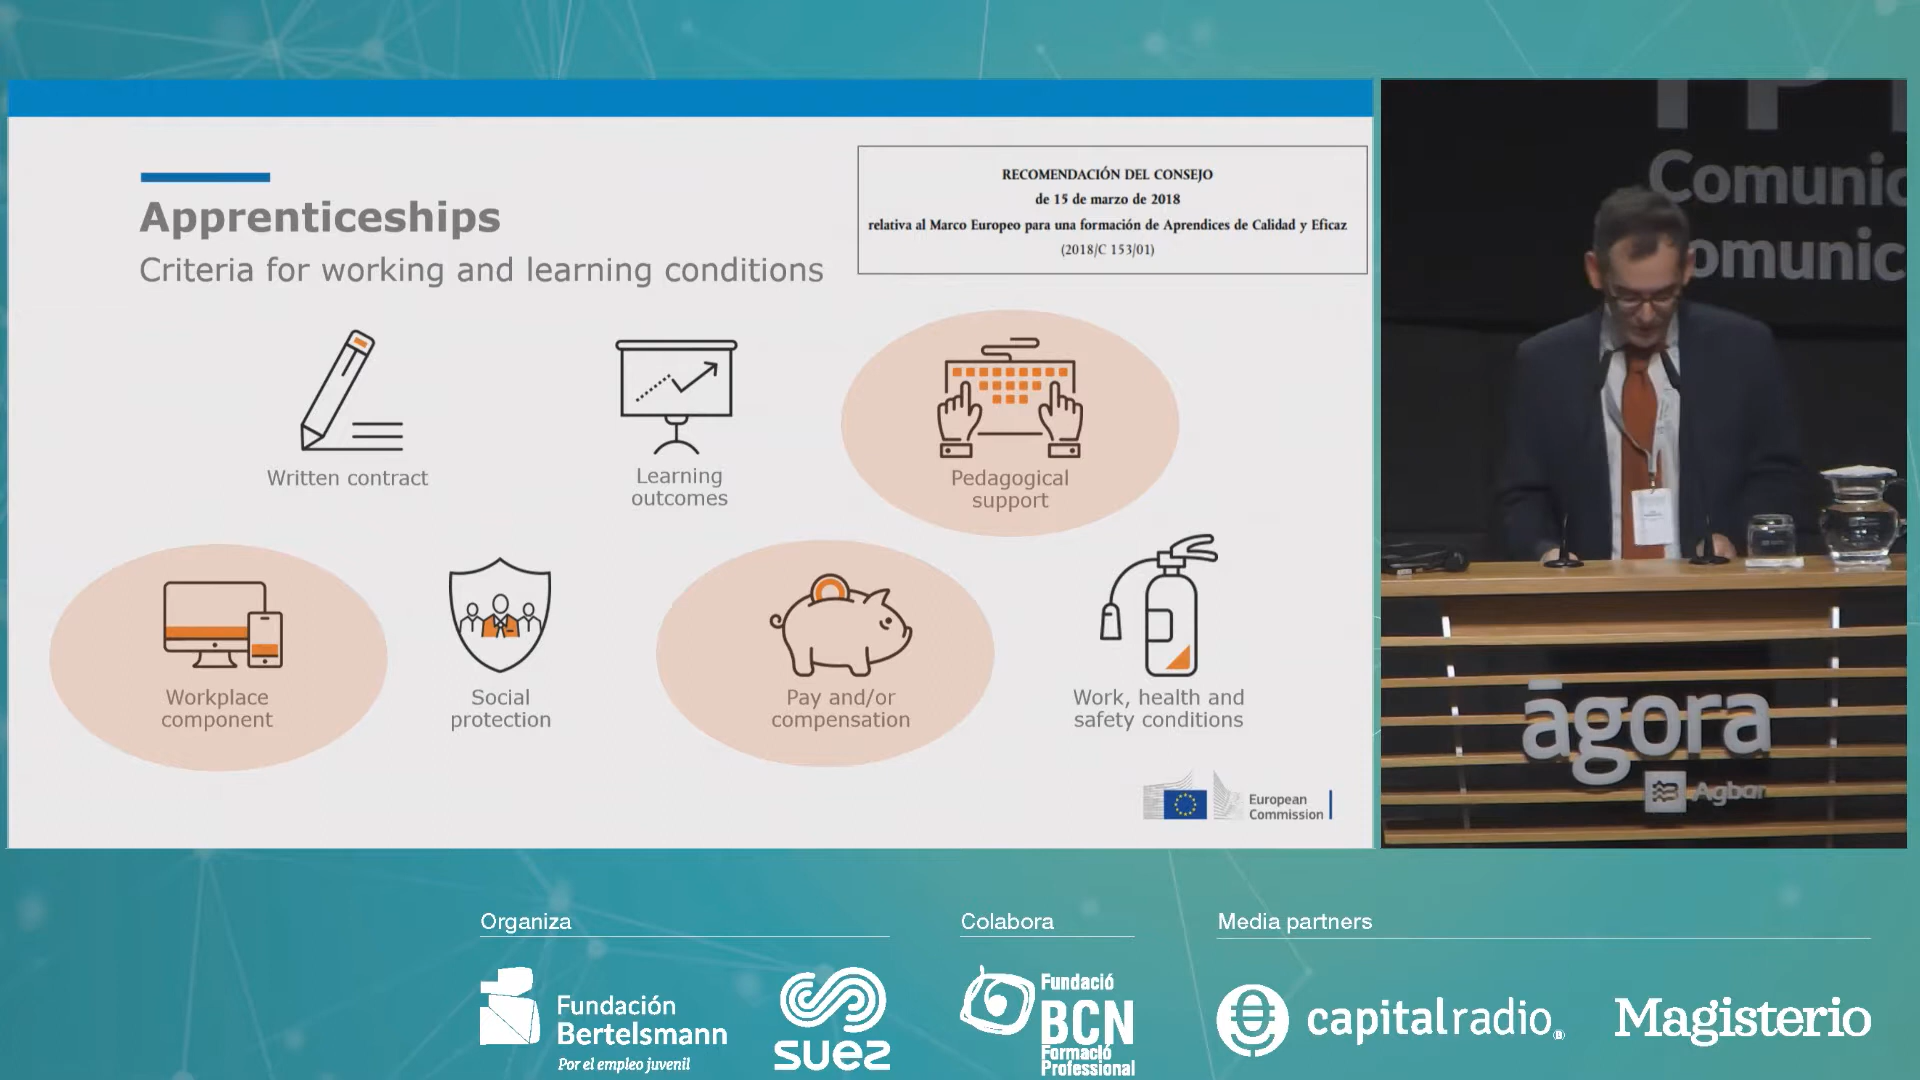 Apprenticeships
Criteria for working and learning conditions
RECOMENDACIÓN DEL CONSEJO
de 15 de marzo de 2018
relativa al Marco Europeo para una formación de Aprendices de Calidad y Eficaz
(2018/C 153/01)
Written contract
Learning
outcomes
Pedagogical
support
Workplace
component
Social
protection
Pay and/or
compensation
Work, health and
safety conditions
European
Commission
Comunic
omunic
āgora
Agbar
Organiza
Colabora
Media partners
Fundación
Bertelsmann
Por el empleo juvenil
suez
Fundació
BCN
Formació
Professional
capitalradio
Magisterio